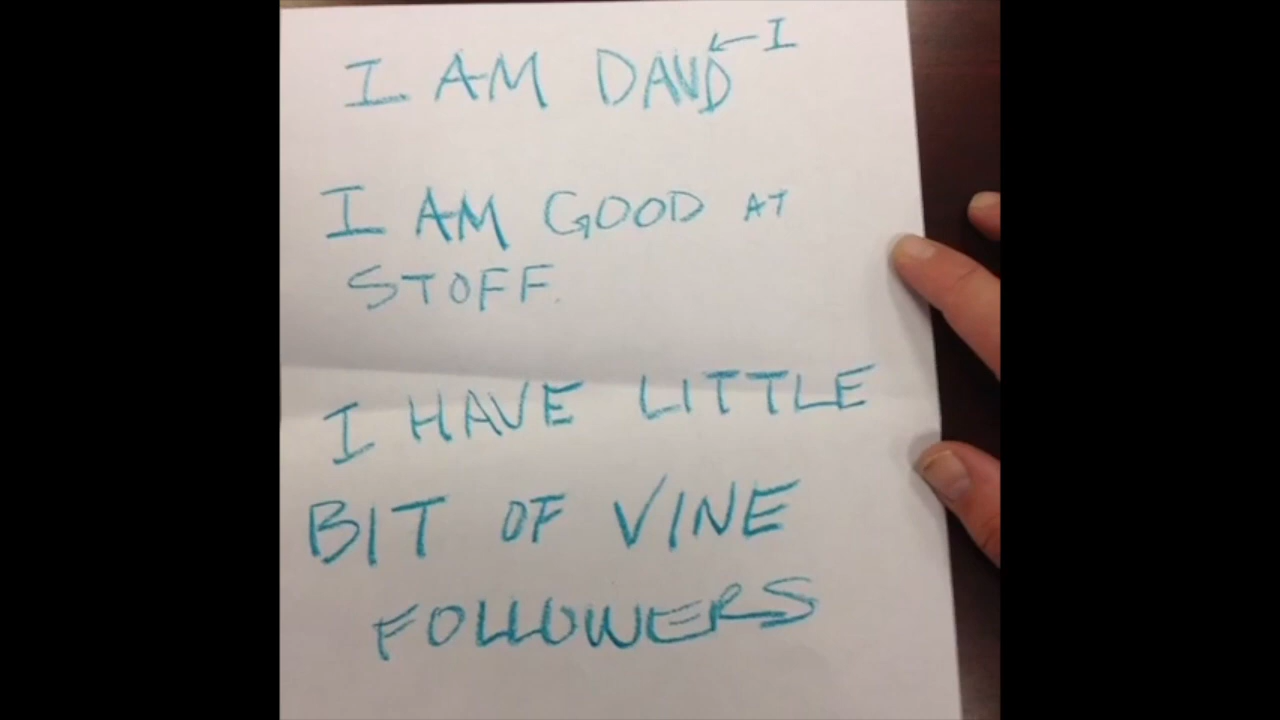 I AM DAVD ← I
I AM GOOD AT
STOFF.
I HAVE LITTLE
BIT OF VINE
FOLLOWERS